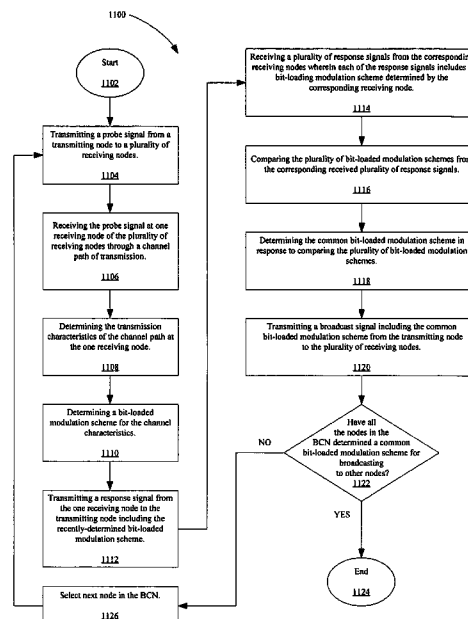 1100
Start
1102
Transmitting a probe signal from a
transmitting node to a plurality of
receiving nodes.
1104
Receiving the probe signal at one
receiving node of the plurality of
receiving nodes through a channel
path of transmission.
1106
Determining the transmission
characteristics of the channel path at
the one receiving node.
1108
Determining a bit-loaded
modulation scheme for the channel
characteristics.
1110
Transmitting a response signal from
the one receiving node to the
transmitting node including the
recently-determined bit-loaded
modulation scheme.
1112
Receiving a plurality of response signals from the corresponding
receiving nodes wherein each of the response signals includes
bit-loading modulation scheme determined by the
corresponding receiving node.
1114
Comparing the plurality of bit-loaded modulation schemes from
the corresponding received plurality of response signals.
1116
Determining the common bit-loaded modulation scheme in
response to comparing the plurality of bit-loaded modulation
schemes.
1118
Transmitting a broadcast signal including the common
bit-loaded modulation scheme from the transmitting node
to the plurality of receiving nodes.
1120
Have all
the nodes in the
BCN determined a common
bit-loaded modulation scheme for
broadcasting
to other nodes?
1122
NO
YES
End
1124
Select next node in the BCN.
1126